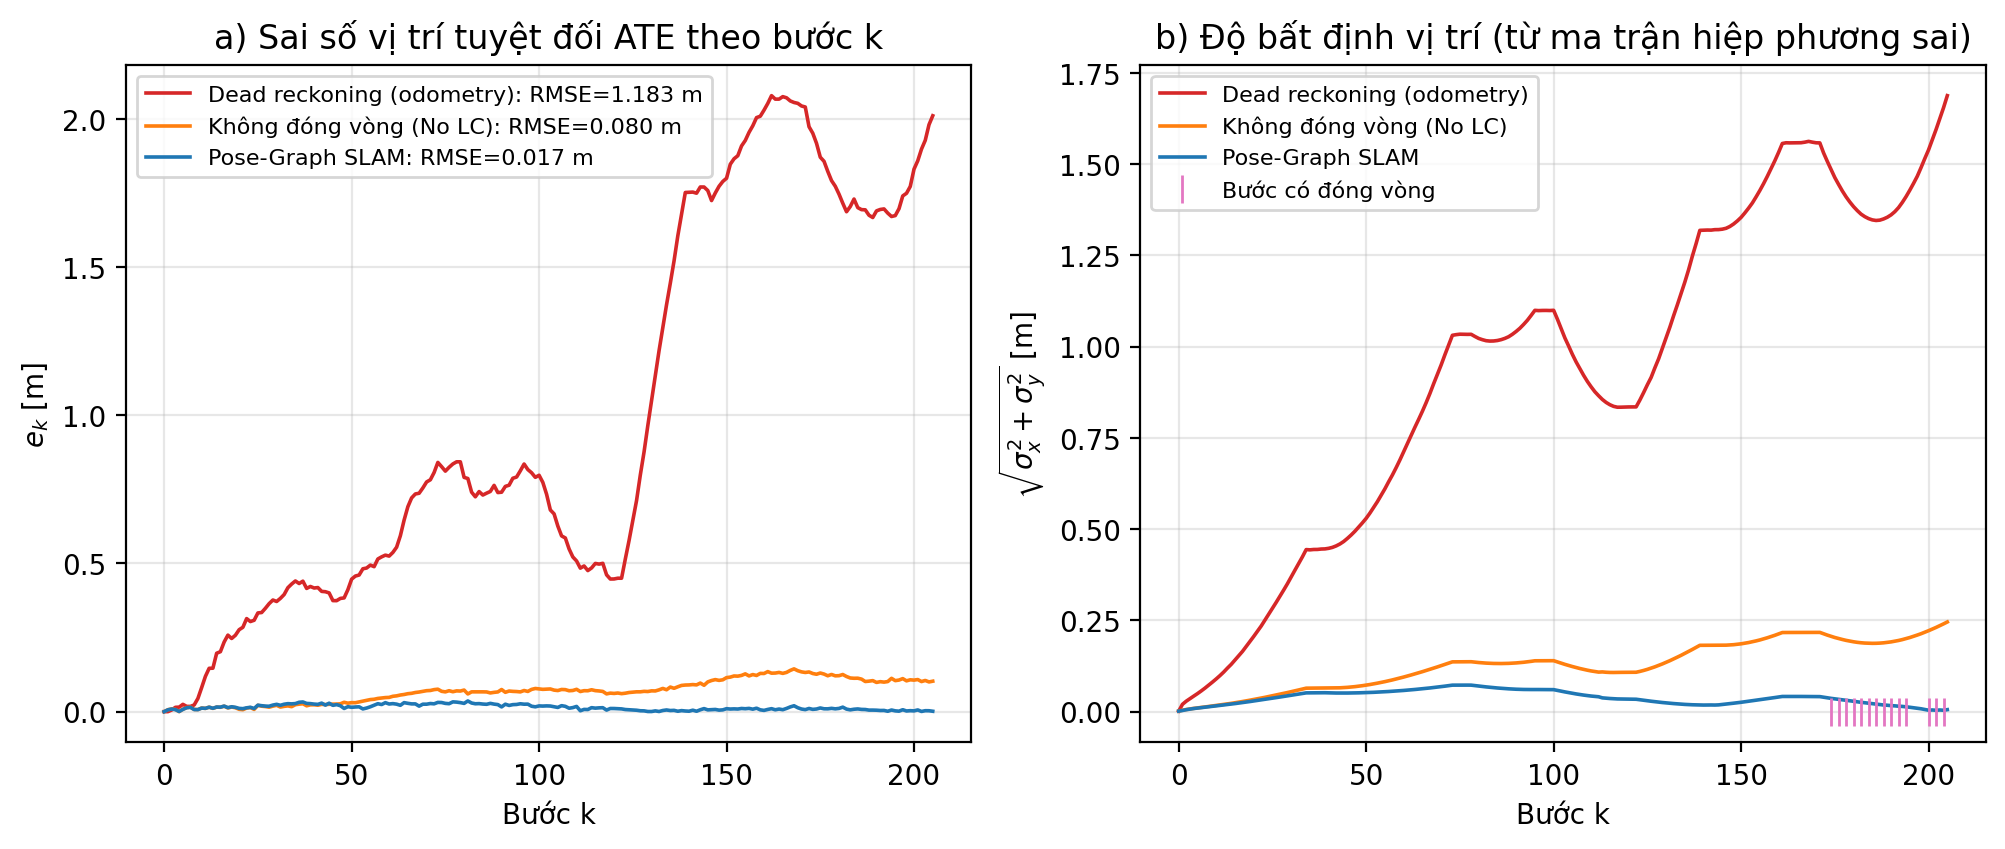 a) Sai số vị trí tuyệt đối ATE theo bước k
Dead reckoning (odometry): RMSE=1.183 m
Không đóng vòng (No LC): RMSE=0.080 m
Pose-Graph SLAM: RMSE=0.017 m
2.0
1.5
1.0
0.5
0.0
e_k [m]
0 50 100 150 200
Bước k
b) Độ bất định vị trí (từ ma trận hiệp phương sai)
Dead reckoning (odometry)
Không đóng vòng (No LC)
Pose-Graph SLAM
Bước có đóng vòng
1.75
1.50
1.25
1.00
0.75
0.50
0.25
0.00
√(σ_x^2 + σ_y^2) [m]
0 50 100 150 200
Bước k